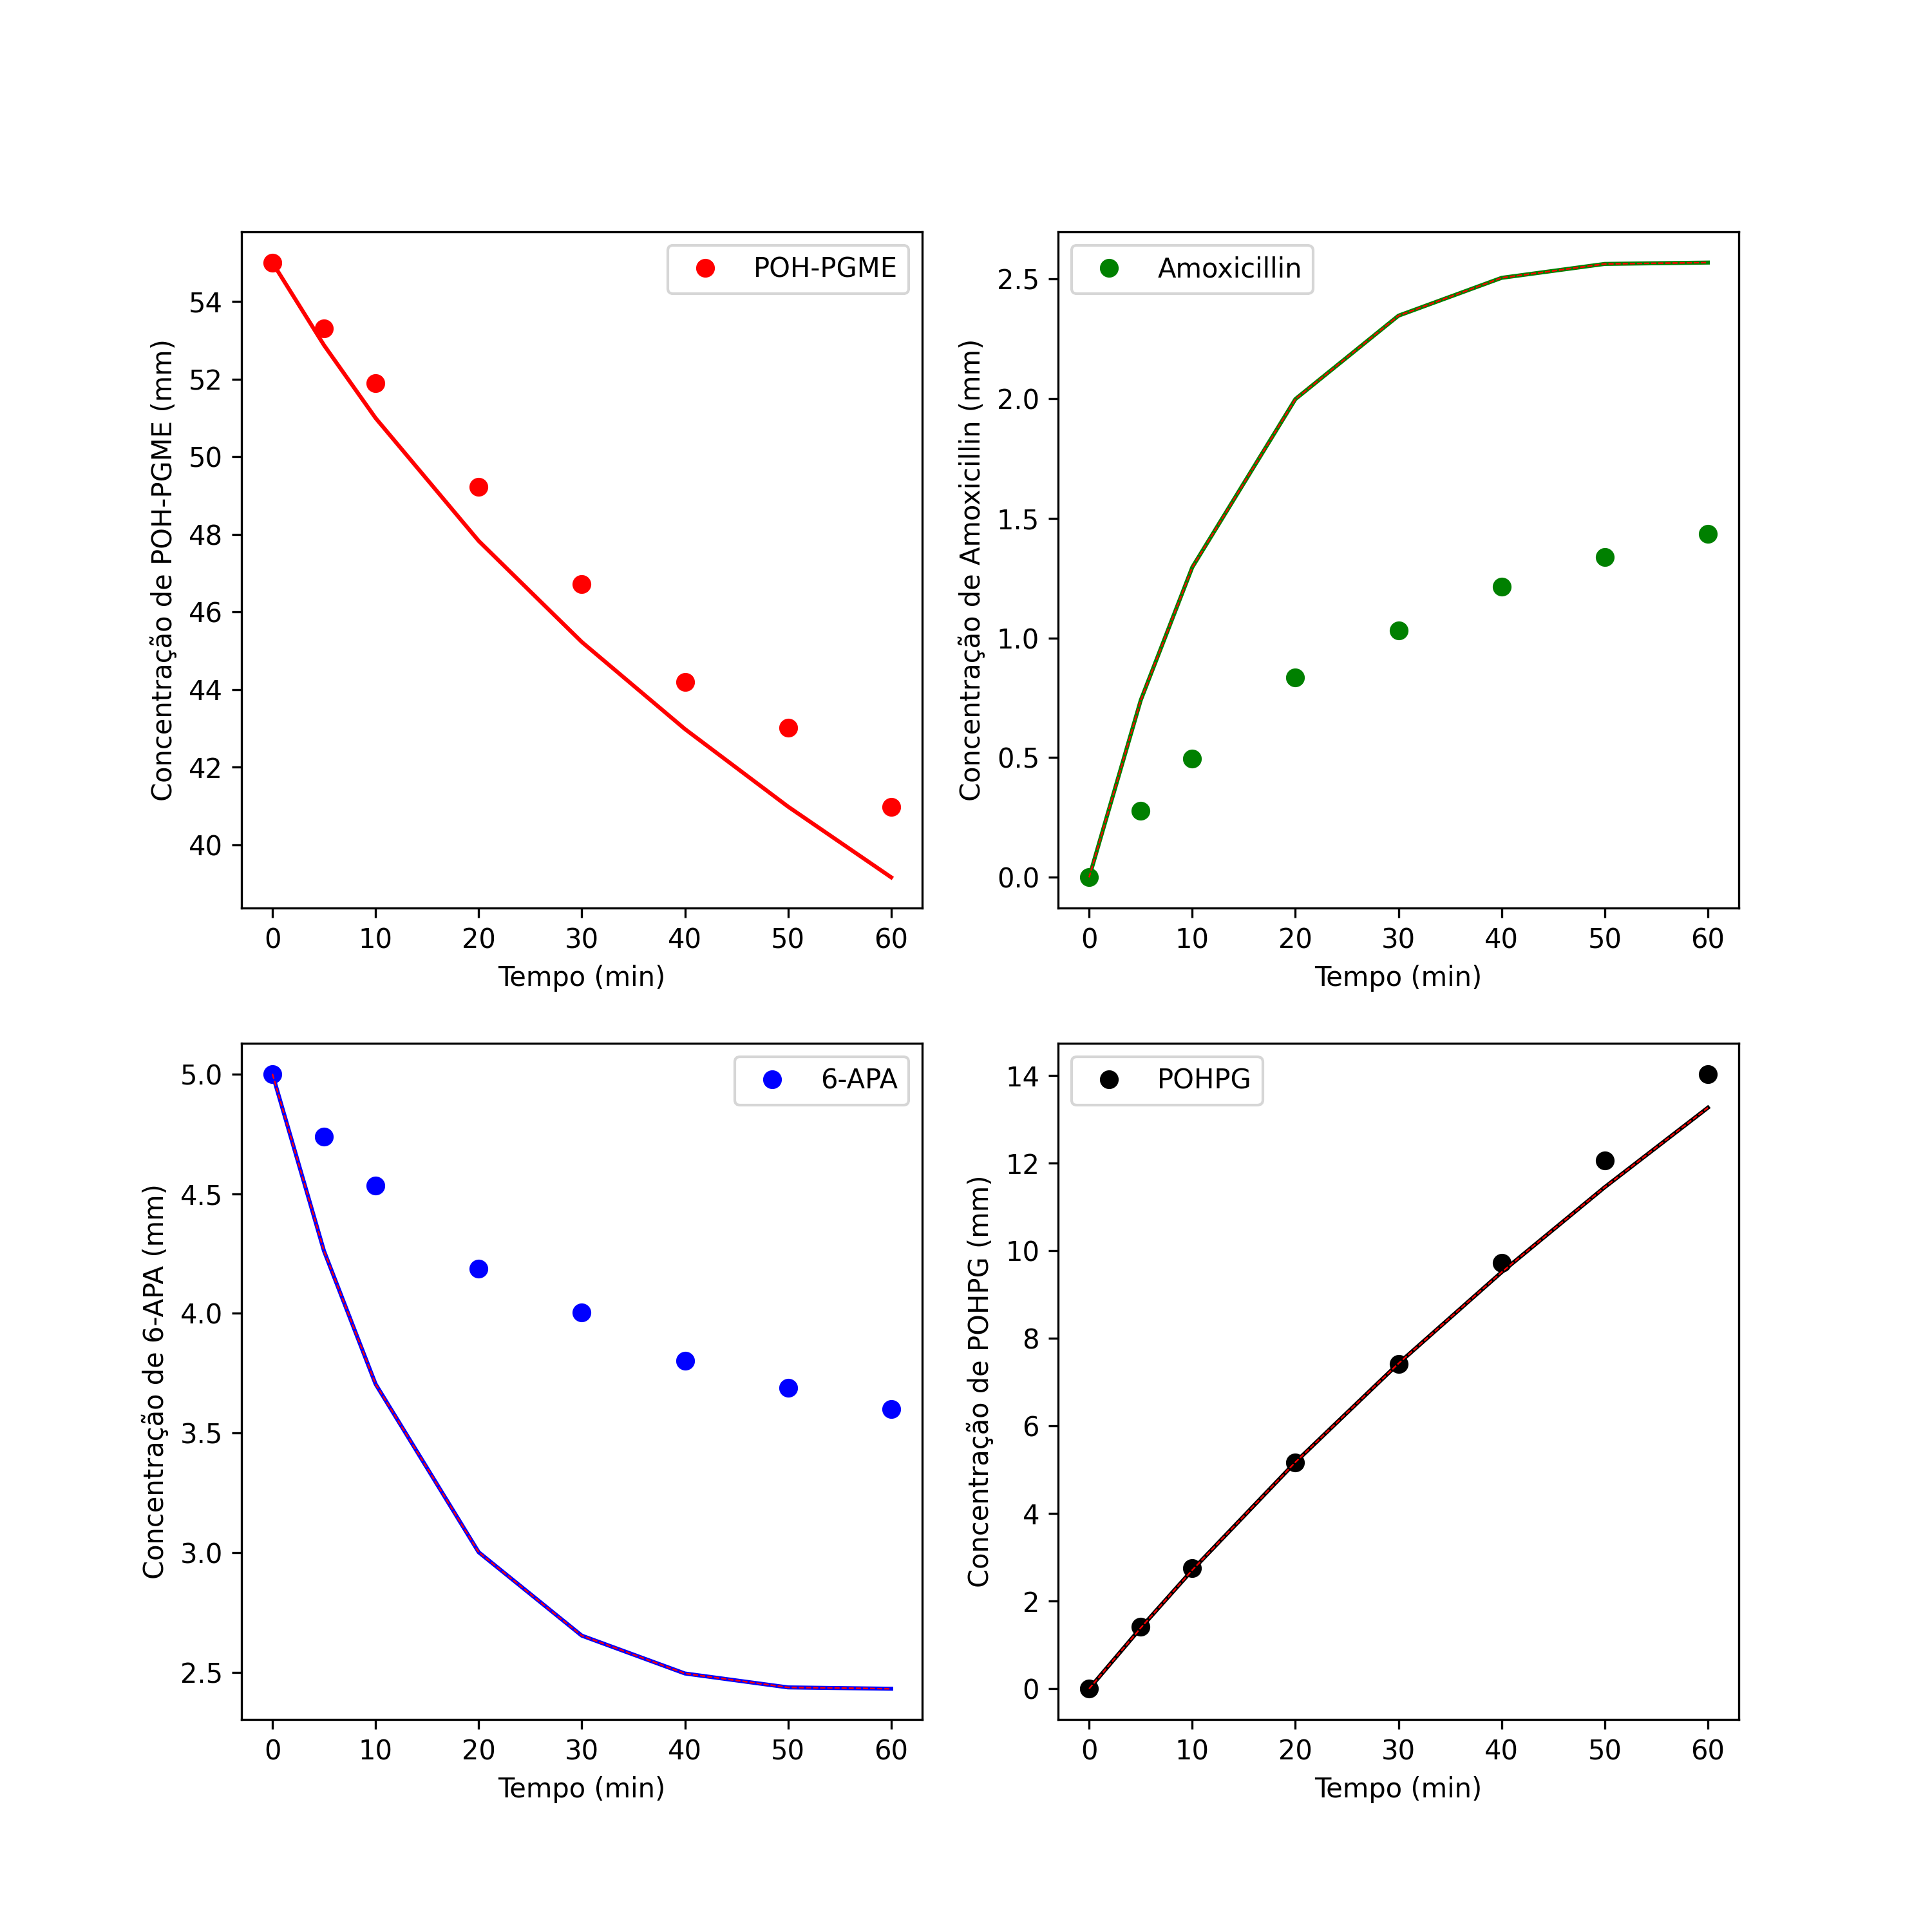 POH-PGME
Concentração de POH-PGME (mm)
54
52
50
48
46
44
42
40
0 10 20 30 40 50 60
Tempo (min)
Amoxicillin
Concentração de Amoxicillin (mm)
2.5
2.0
1.5
1.0
0.5
0.0
0 10 20 30 40 50 60
Tempo (min)
6-APA
Concentração de 6-APA (mm)
5.0
4.5
4.0
3.5
3.0
2.5
0 10 20 30 40 50 60
Tempo (min)
POHPG
Concentração de POHPG (mm)
14
12
10
8
6
4
2
0
0 10 20 30 40 50 60
Tempo (min)